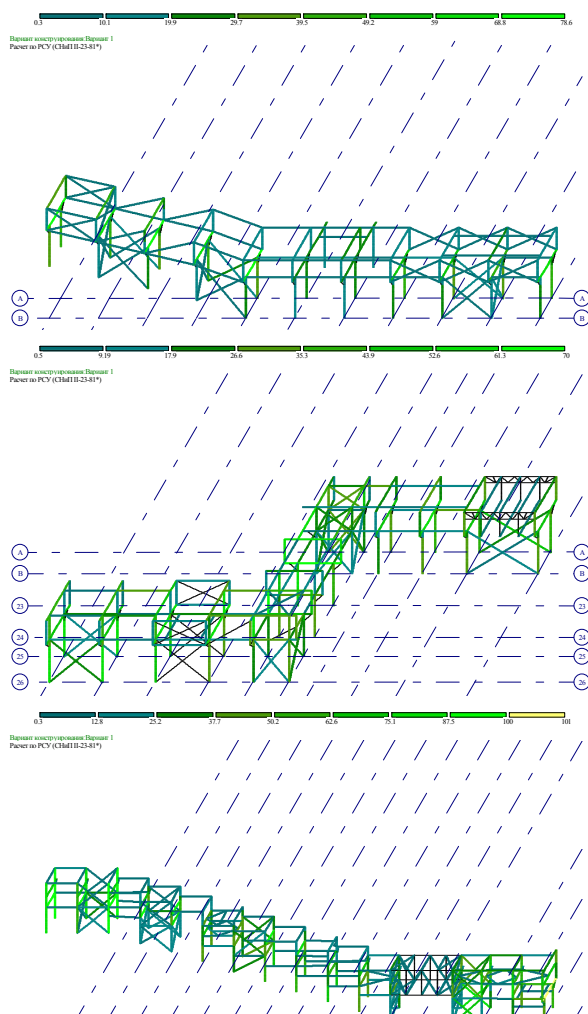 0.3 10.1 19.9 29.7 39.5 49.2 59 68.8 78.6
Вариант конструирования:Вариант 1
Расчет по РСУ (СНиП II-23-81*)
А А
В В
0.5 9.19 17.9 26.6 35.3 43.9 52.6 61.3 70
Вариант конструирования:Вариант 1
Расчет по РСУ (СНиП II-23-81*)
А А
В В
23 23
24 24
25 25
26 26
0.3 12.8 25.2 37.7 50.2 62.6 75.1 87.5 100 101
Вариант конструирования:Вариант 1
Расчет по РСУ (СНиП II-23-81*)